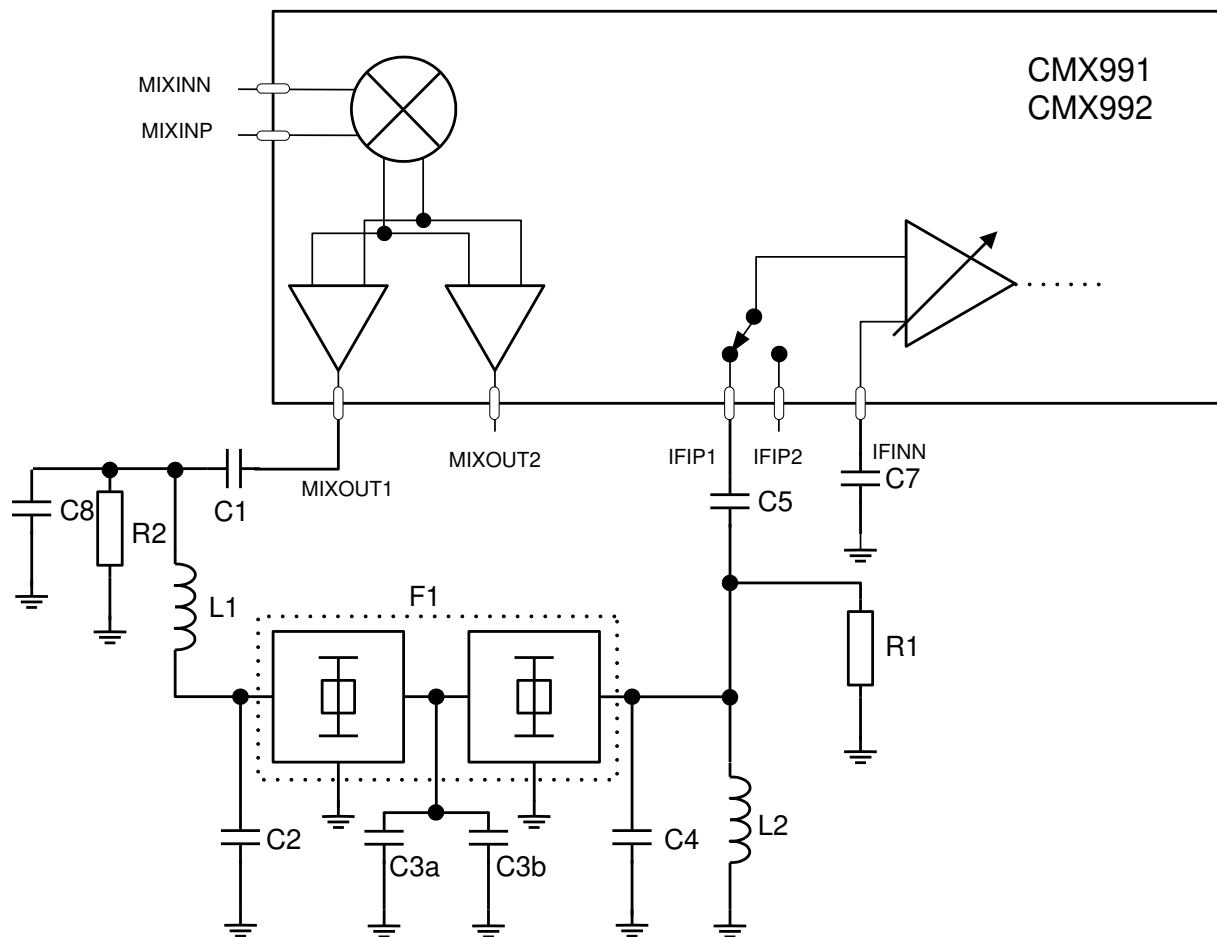 CMX991
CMX992
MIXINN
MIXINP
MIXOUT1
MIXOUT2
IFIP1
IFIP2
IFINN
C7
C8
R2
C1
C5
L1
F1
R1
C2
C3a
C3b
C4
L2